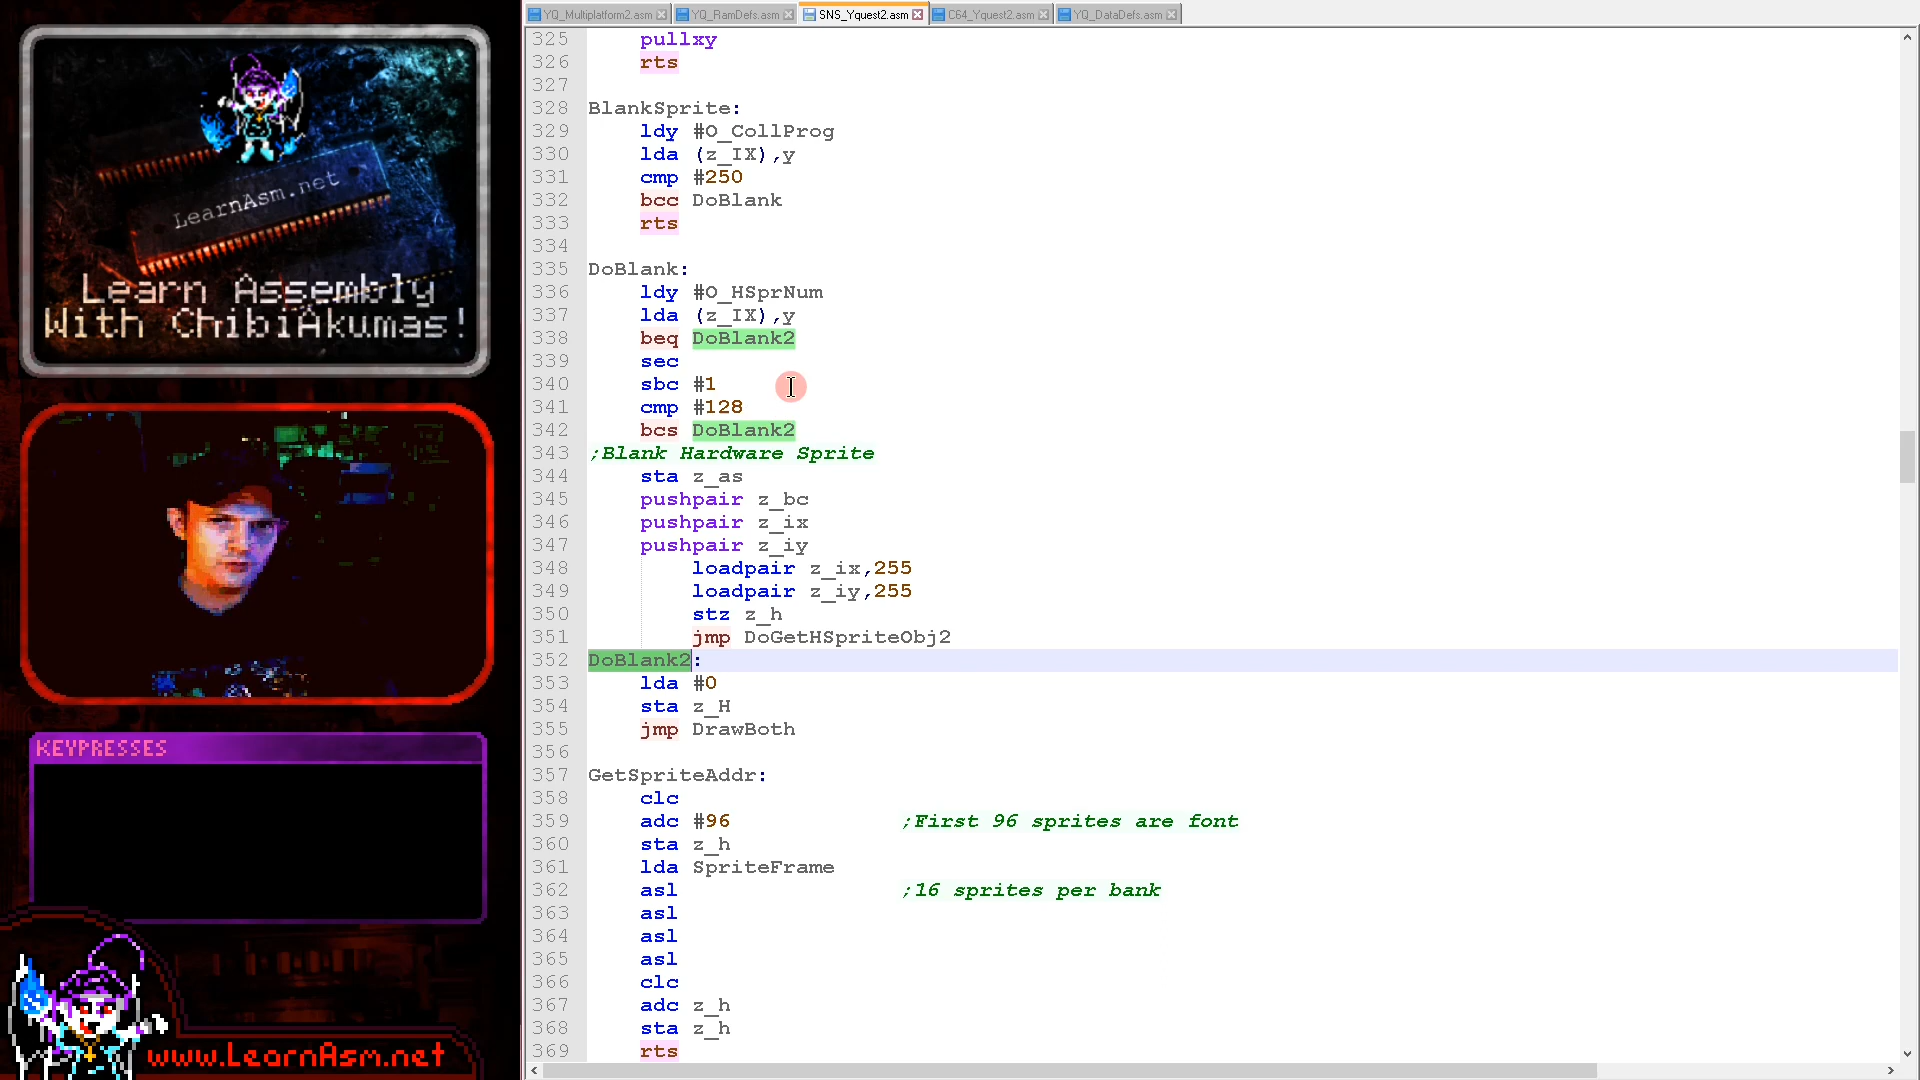 LearnAsm.net
Learn Assembly
With ChibiAkumas!
KEYPRESSES
www.LearnAsm.net
YQ_Multiplatform2.asm YQ_RamDefs.asm SNS_Yquest2.asm C64_Yquest2.asm YQ_DataDefs.asm
325 pullxy
326 rts
327
328 BlankSprite:
329 ldy #O_CollProg
330 lda (z_IX),y
331 cmp #250
332 bcc DoBlank
333 rts
334
335 DoBlank:
336 ldy #O_HSprNum
337 lda (z_IX),y
338 beq DoBlank2
339 sec
340 sbc #1
341 cmp #128
342 bcs DoBlank2
343 ;Blank Hardware Sprite
344 sta z_as
345 pushpair z_bc
346 pushpair z_ix
347 pushpair z_iy
348 loadpair z_ix,255
349 loadpair z_iy,255
350 stz z_h
351 jmp DoGetHSpriteObj2
352 DoBlank2:
353 lda #0
354 sta z_H
355 jmp DrawBoth
356
357 GetSpriteAddr:
358 clc
359 adc #96 ;First 96 sprites are font
360 sta z_h
361 lda SpriteFrame
362 asl ;16 sprites per bank
363 asl
364 asl
365 asl
366 clc
367 adc z_h
368 sta z_h
369 rts